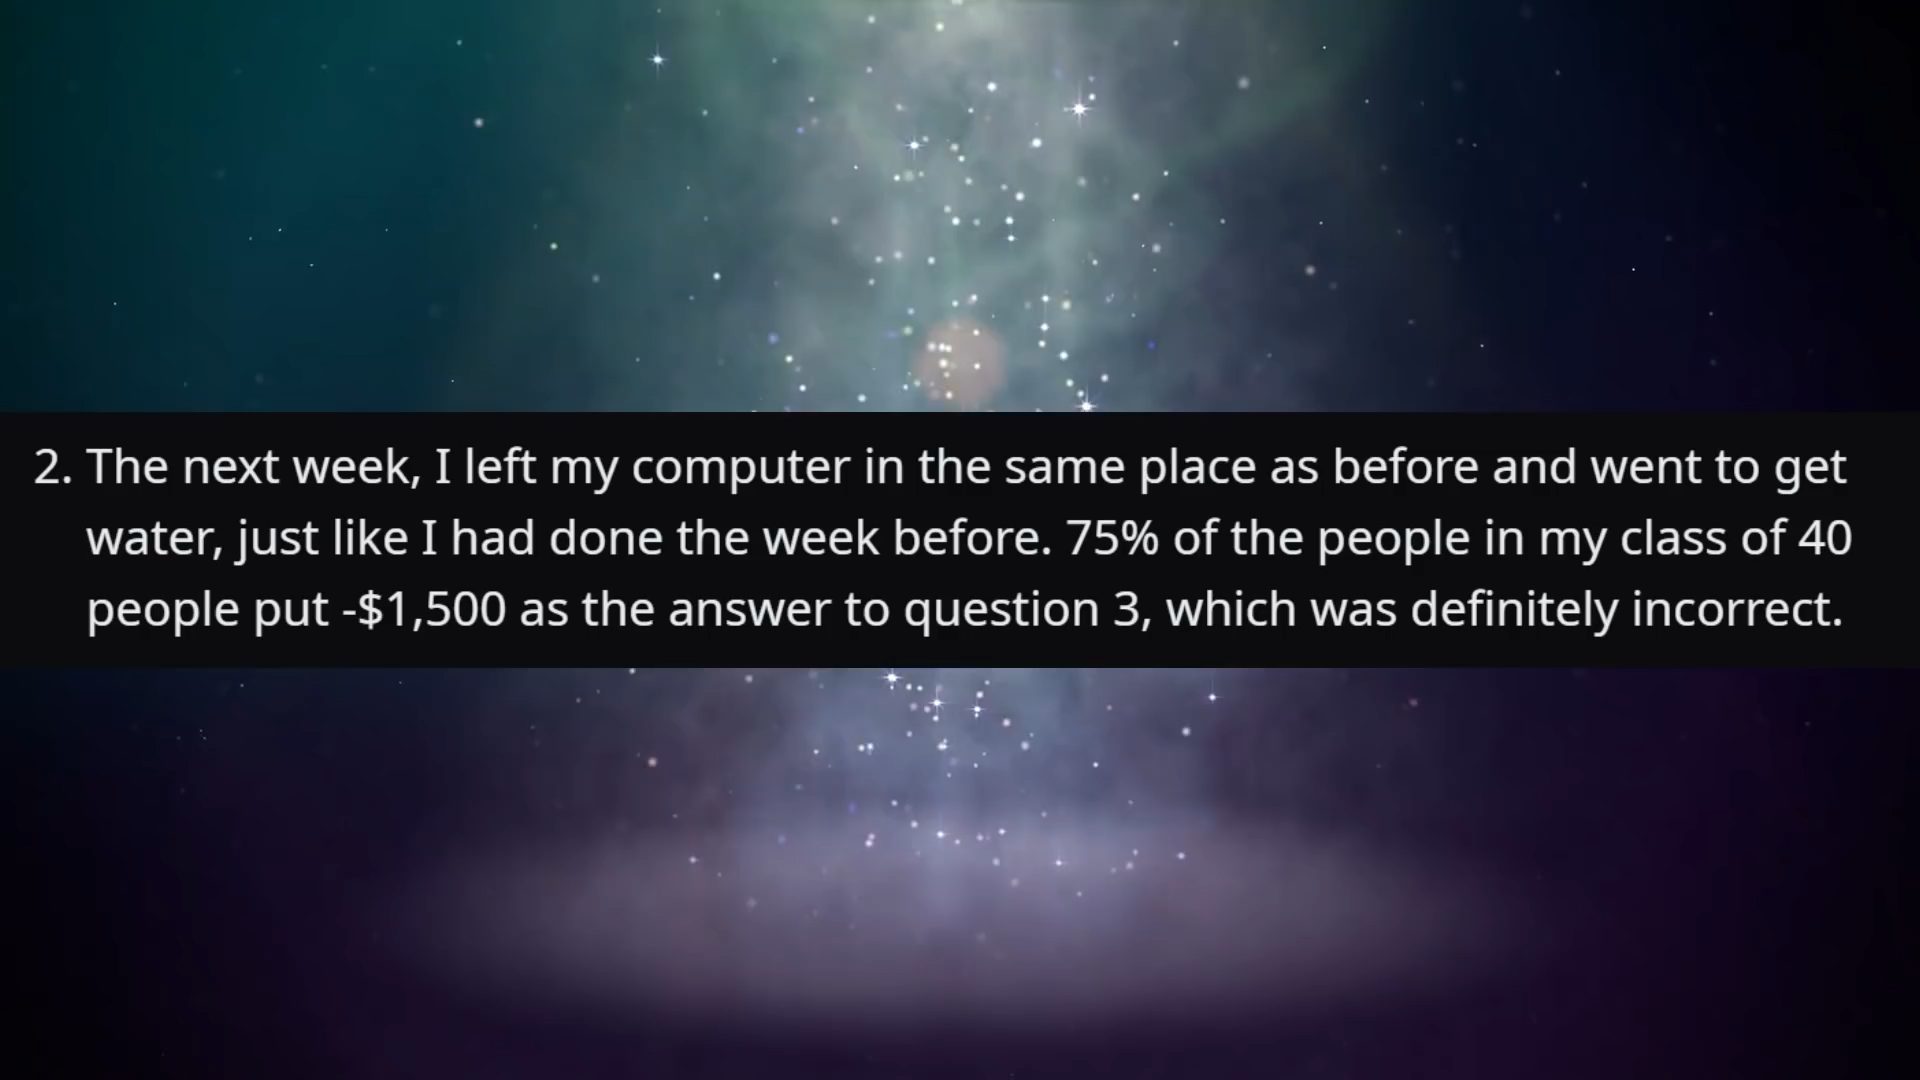 2. The next week, I left my computer in the same place as before and went to get
water, just like I had done the week before. 75% of the people in my class of 40
people put -$1,500 as the answer to question 3, which was definitely incorrect.